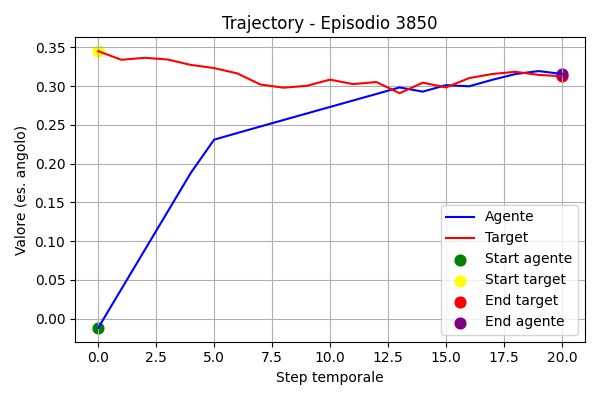 Trajectory - Episodio 3850
Valore (es. angolo)
0.35
0.30
0.25
0.20
0.15
0.10
0.05
0.00
0.0 2.5 5.0 7.5 10.0 12.5 15.0 17.5 20.0
Step temporale
Agente
Target
Start agente
Start target
End target
End agente